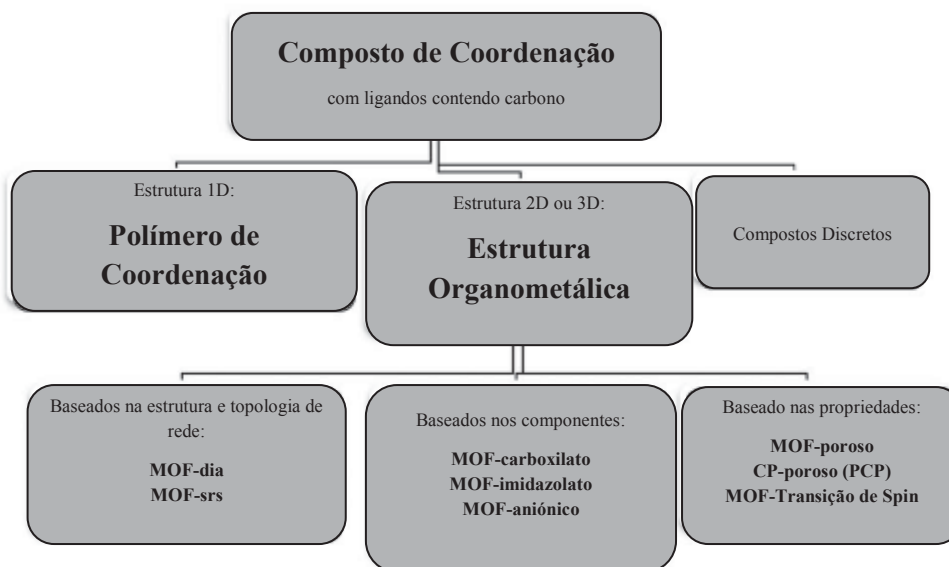 Composto de Coordenação
com ligandos contendo carbono
Estrutura 1D:
Polímero de
Coordenação
Estrutura 2D ou 3D:
Estrutura
Organometálica
Compostos Discretos
Baseados na estrutura e topologia de
rede:
MOF-dia
MOF-srs
Baseados nos componentes:
MOF-carboxilato
MOF-imidazolato
MOF-aniónico
Baseado nas propriedades:
MOF-poroso
CP-poroso (PCP)
MOF-Transição de Spin